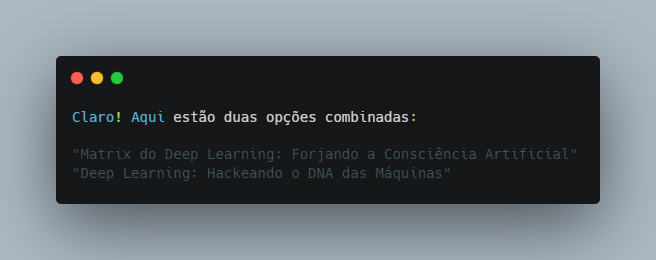 Claro! Aqui estão duas opções combinadas:
"Matrix do Deep Learning: Forjando a Consciência Artificial"
"Deep Learning: Hackeando o DNA das Máquinas"